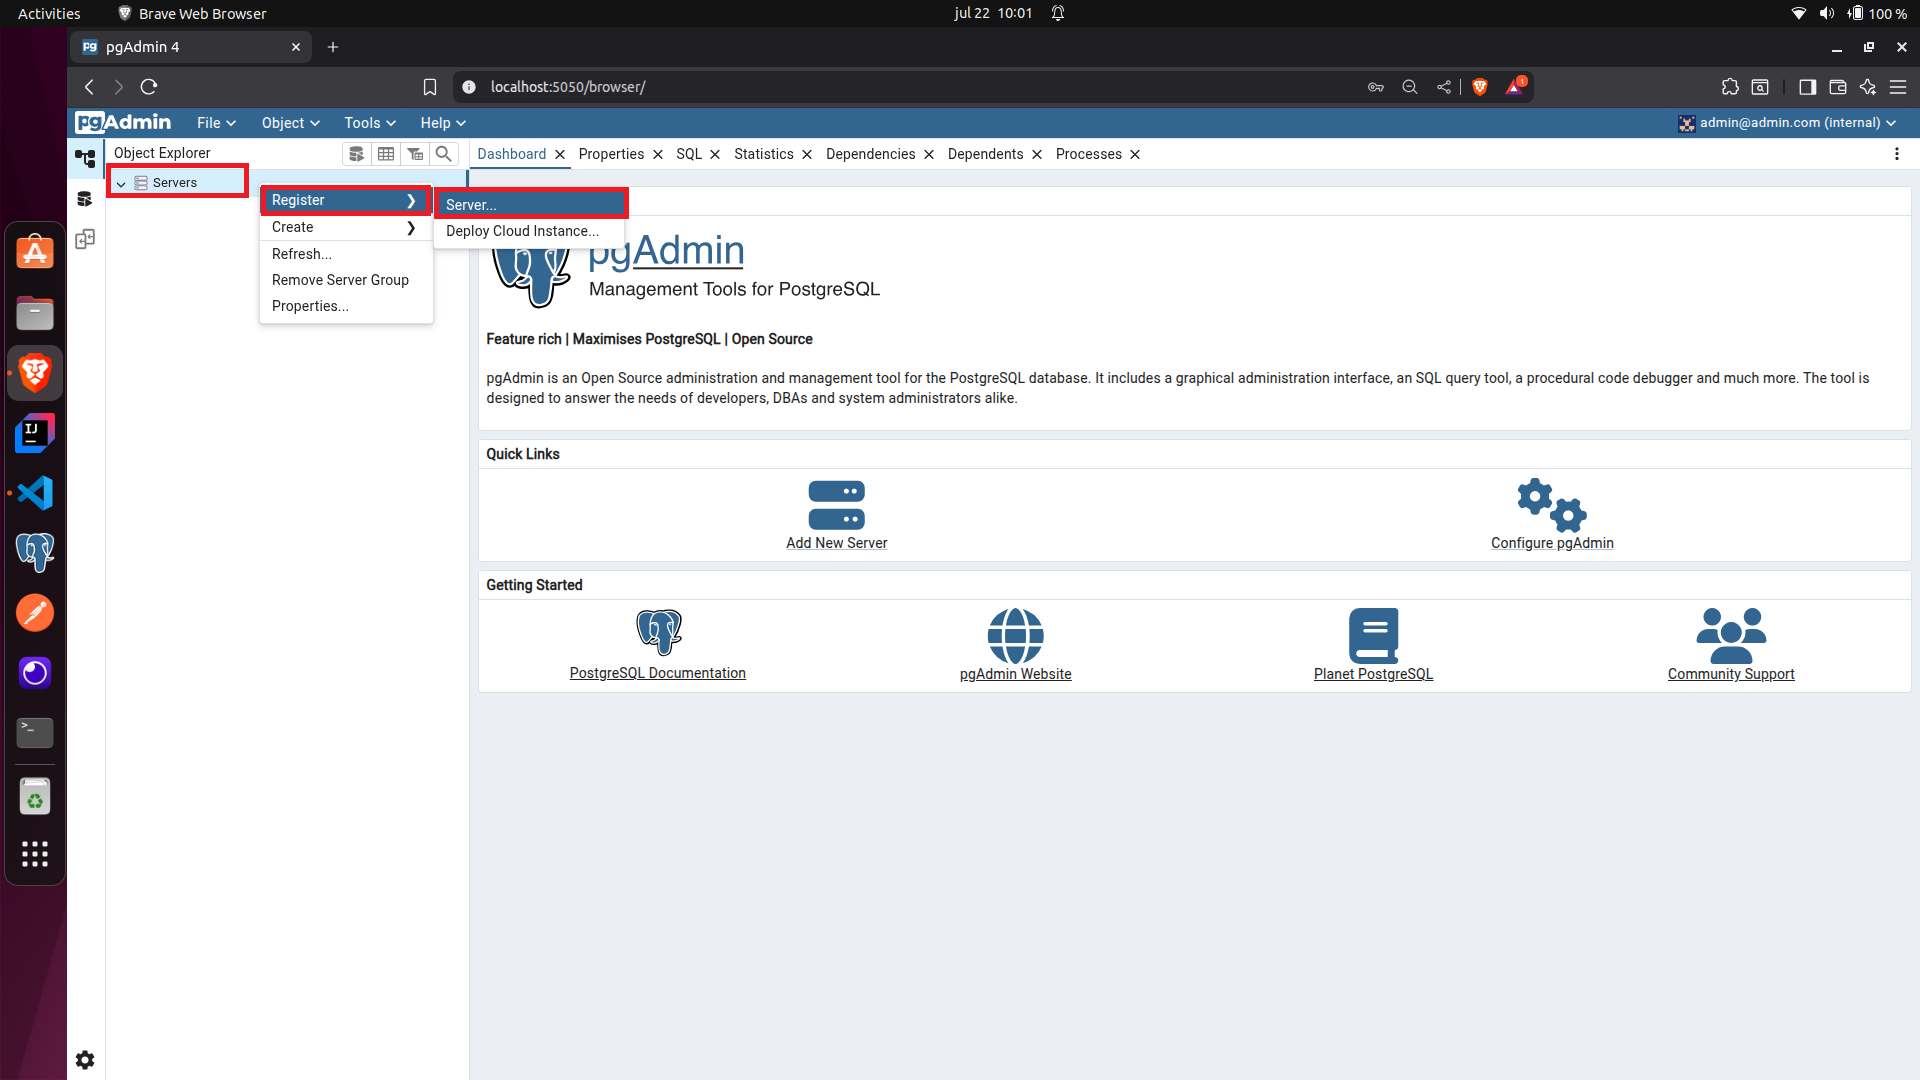 Activities
Brave Web Browser
jul 22 10:01
100 %
pgAdmin 4
localhost:5050/browser/
1
pgAdmin
File
Object
Tools
Help
admin@admin.com (internal)
Object Explorer
Dashboard
Properties
SQL
Statistics
Dependencies
Dependents
Processes
Servers
Register
Server...
Create
Deploy Cloud Instance...
Refresh...
Remove Server Group
Properties...
pgAdmin
Management Tools for PostgreSQL
Feature rich | Maximises PostgreSQL | Open Source
pgAdmin is an Open Source administration and management tool for the PostgreSQL database. It includes a graphical administration interface, an SQL query tool, a procedural code debugger and much more. The tool is
designed to answer the needs of developers, DBAs and system administrators alike.
Quick Links
Add New Server
Configure pgAdmin
Getting Started
PostgreSQL Documentation
pgAdmin Website
Planet PostgreSQL
Community Support